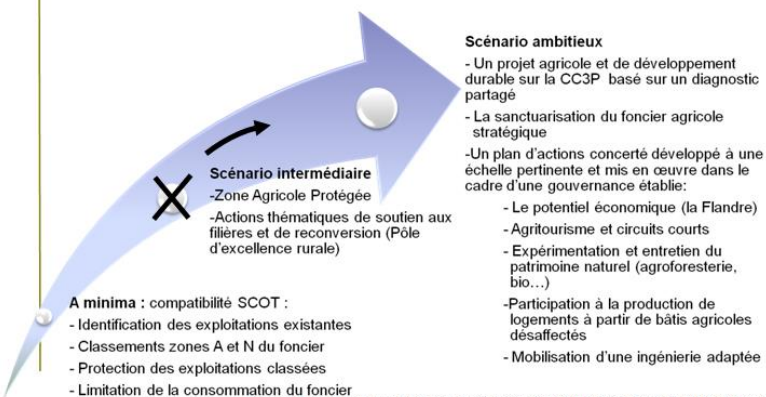 Scénario ambitieux
- Un projet agricole et de développement
durable sur la CC3P basé sur un diagnostic
partagé
- La sanctuarisation du foncier agricole
stratégique
-Un plan d'actions concerté développé à une
échelle pertinente et mis en œuvre dans le
cadre d'une gouvernance établie:
- Le potentiel économique (la Flandre)
- Agritourisme et circuits courts
- Expérimentation et entretien du
patrimoine naturel (agroforesterie,
bio…)
-Participation à la production de
logements à partir de bâtis agricoles
désaffectés
- Mobilisation d'une ingénierie adaptée
Scénario intermédiaire
-Zone Agricole Protégée
-Actions thématiques de soutien aux
filières et de reconversion (Pôle
d'excellence rurale)
A minima : compatibilité SCOT :
- Identification des exploitations existantes
- Classements zones A et N du foncier
- Protection des exploitations classées
- Limitation de la consommation du foncier